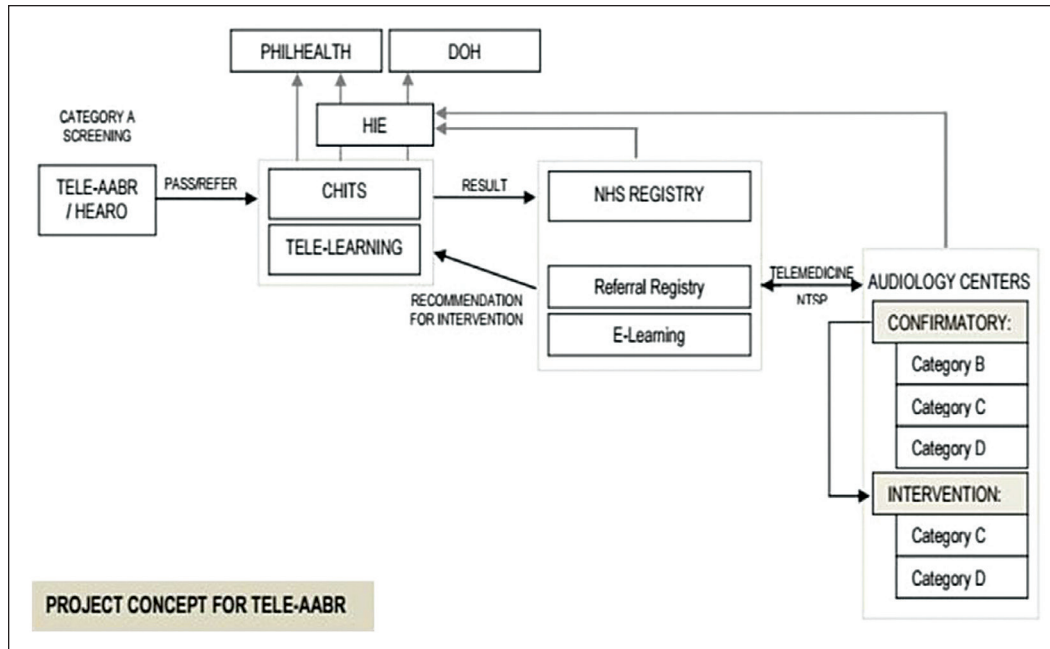 PHILHEALTH
DOH
HIE
CATEGORY A
SCREENING
TELE-AABR
/ HEARO
PASS/REFER
CHITS
TELE-LEARNING
RESULT
RECOMMENDATION
FOR INTERVENTION
NHS REGISTRY
Referral Registry
E-Learning
TELEMEDICINE
NTSP
AUDIOLOGY CENTERS
CONFIRMATORY:
Category B
Category C
Category D
INTERVENTION:
Category C
Category D
PROJECT CONCEPT FOR TELE-AABR